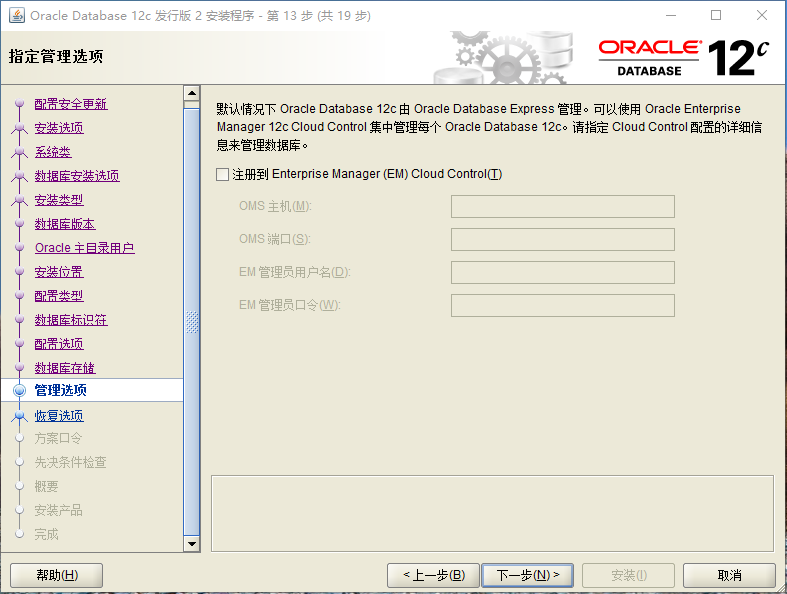 Oracle Database 12c 发行版 2 安装程序 - 第 13 步 (共 19 步)
指定管理选项
ORACLE
DATABASE
12c
配置安全更新
安装选项
系统类
数据库安装选项
安装类型
数据库版本
Oracle 主目录用户
安装位置
配置类型
数据库标识符
配置选项
数据库存储
管理选项
恢复选项
方案口令
先决条件检查
概要
安装产品
完成
默认情况下 Oracle Database 12c 由 Oracle Database Express 管理。可以使用 Oracle Enterprise
Manager 12c Cloud Control 集中管理每个 Oracle Database 12c。请指定 Cloud Control 配置的详细信
息来管理数据库。
注册到 Enterprise Manager (EM) Cloud Control(T)
OMS 主机(M):
OMS 端口(S):
EM 管理员用户名(D):
EM 管理员口令(W):
帮助(H)
< 上一步(B)
下一步(N) >
安装(I)
取消